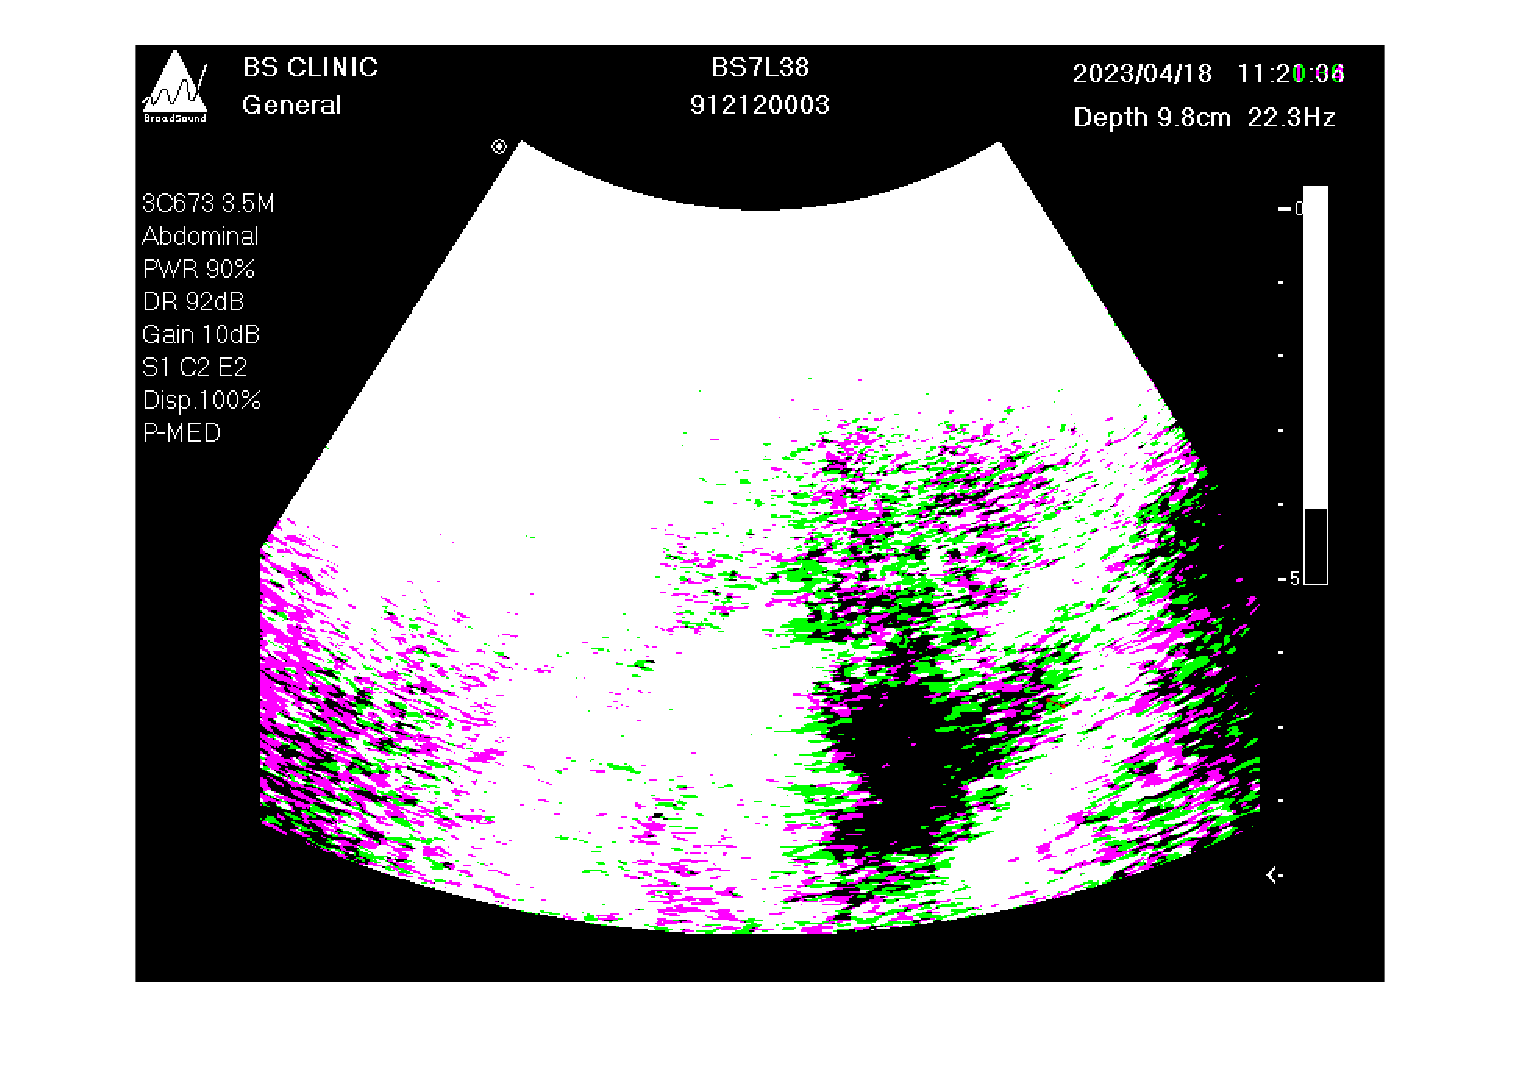 BS CLINIC
General
BroadSound
BS7L38
912120003
2023/04/18
Depth 9.8cm 22.3Hz
3C673 3.5M
Abdominal
PWR 90%
DR 92dB
Gain 10dB
S1 C2 E2
Disp.100%
P-MED
0
5